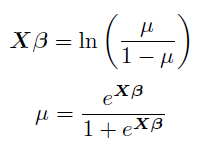 Xβ = ln ( μ / (1 − μ) )
μ = e^{Xβ} / (1 + e^{Xβ})